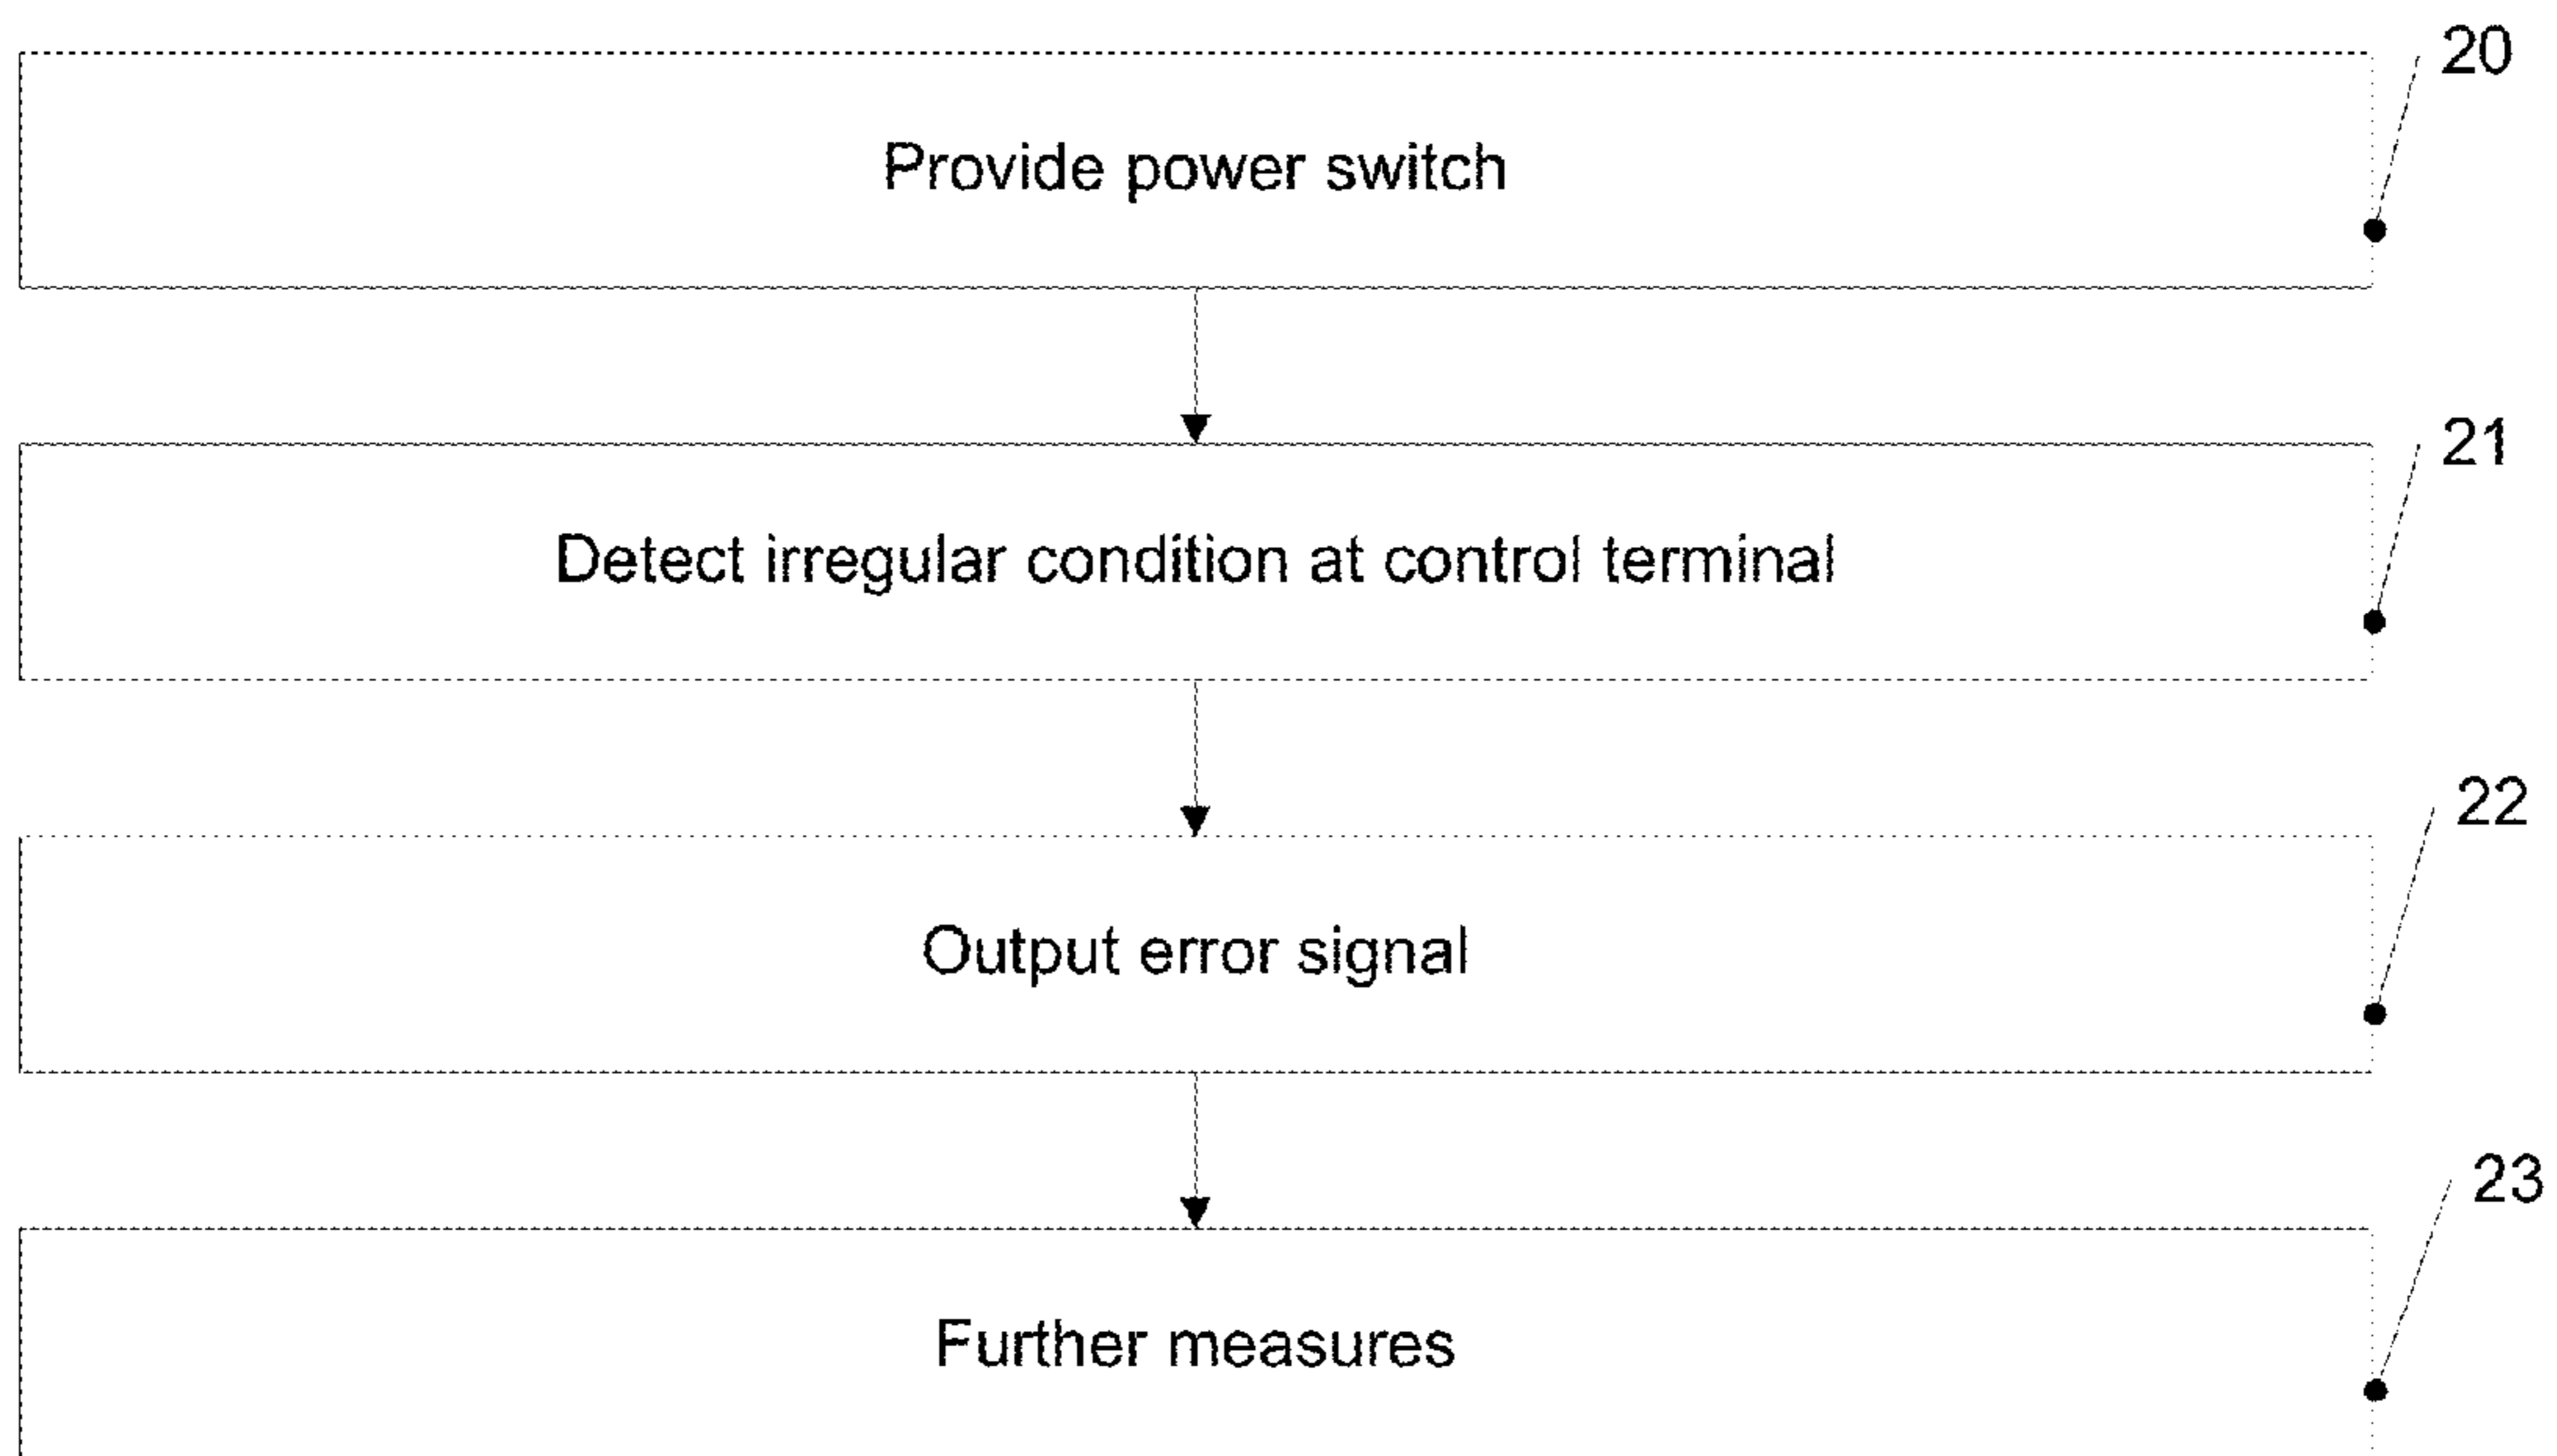 20
Provide power switch
21
Detect irregular condition at control terminal
22
Output error signal
23
Further measures